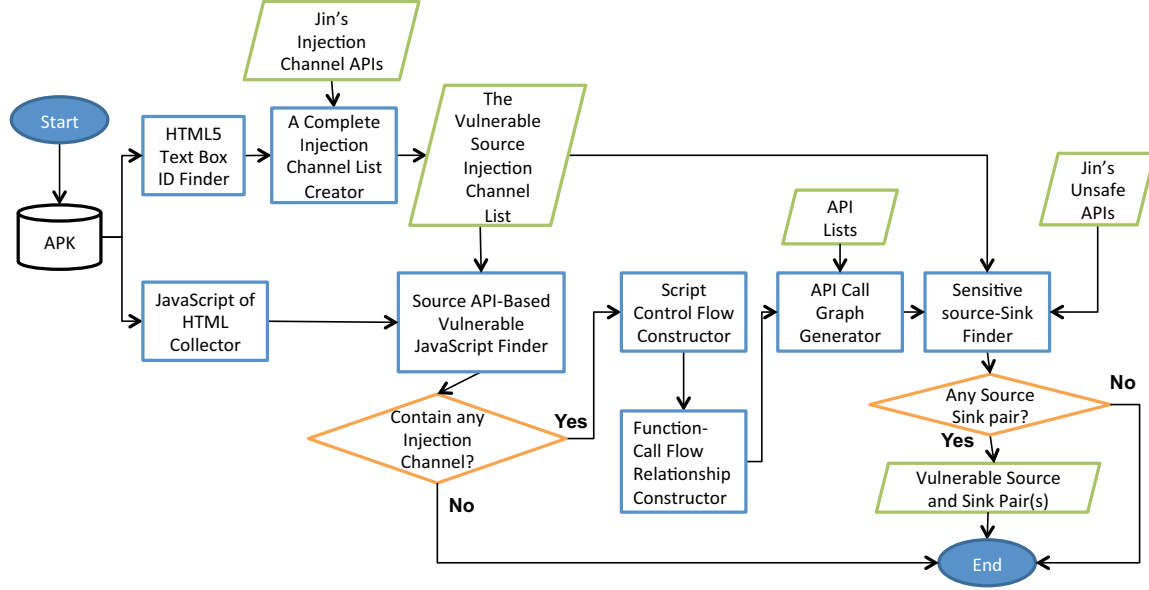 Jin's
Injection
Channel APIs
Start
HTML5
Text Box
ID Finder
A Complete
Injection
Channel List
Creator
The
Vulnerable
Source
Injection
Channel
List
Jin's
Unsafe
APIs
API
Lists
APK
JavaScript of
HTML
Collector
Source API-Based
Vulnerable
JavaScript Finder
Script
Control Flow
Constructor
API Call
Graph
Generator
Sensitive
source-Sink
Finder
Contain any
Injection
Channel?
Yes
No
Function-
Call Flow
Relationship
Constructor
Any Source
Sink pair?
No
Yes
Vulnerable Source
and Sink Pair(s)
End